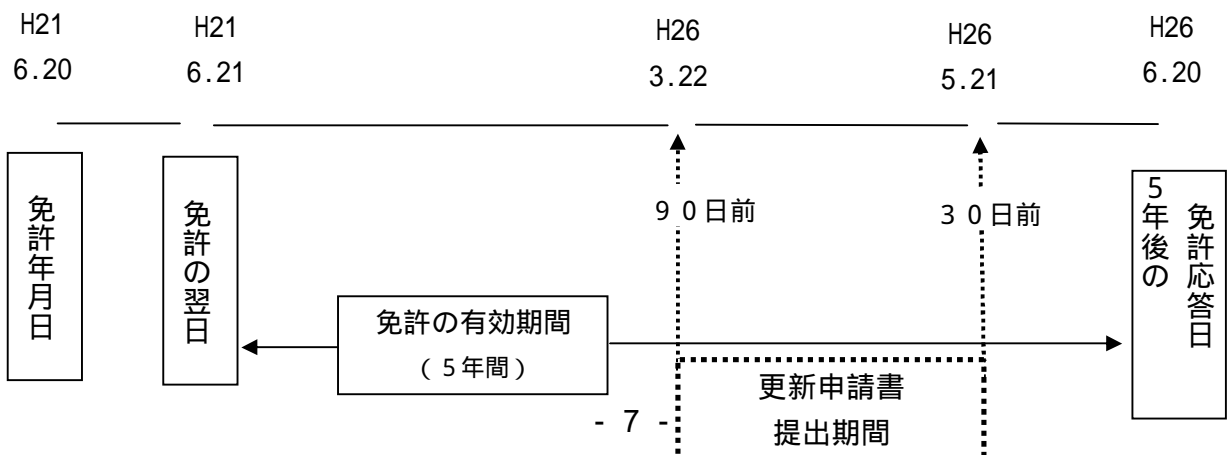 H21
6.20
H21
6.21
H26
3.22
H26
5.21
H26
6.20
免許年月日
免許の翌日
90日前
30日前
5年後の
免許応答日
免許の有効期間
(5年間)
更新申請書
提出期間
- 7 -